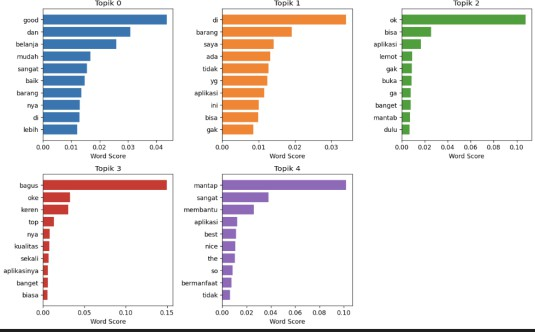 Topik 0
good
dan
belanja
mudah
sangat
baik
barang
nya
di
lebih
0.00 0.01 0.02 0.03 0.04
Word Score
Topik 1
di
barang
saya
ada
tidak
yg
aplikasi
ini
bisa
gak
0.00 0.01 0.02 0.03
Word Score
Topik 2
ok
bisa
aplikasi
lemot
gak
buka
ga
banget
mantab
dulu
0.00 0.02 0.04 0.06 0.08 0.10
Word Score
Topik 3
bagus
oke
keren
top
nya
kualitas
sekali
aplikasinya
banget
biasa
0.00 0.05 0.10 0.15
Word Score
Topik 4
mantap
sangat
membantu
aplikasi
best
nice
the
so
bermanfaat
tidak
0.00 0.02 0.04 0.06 0.08 0.10
Word Score